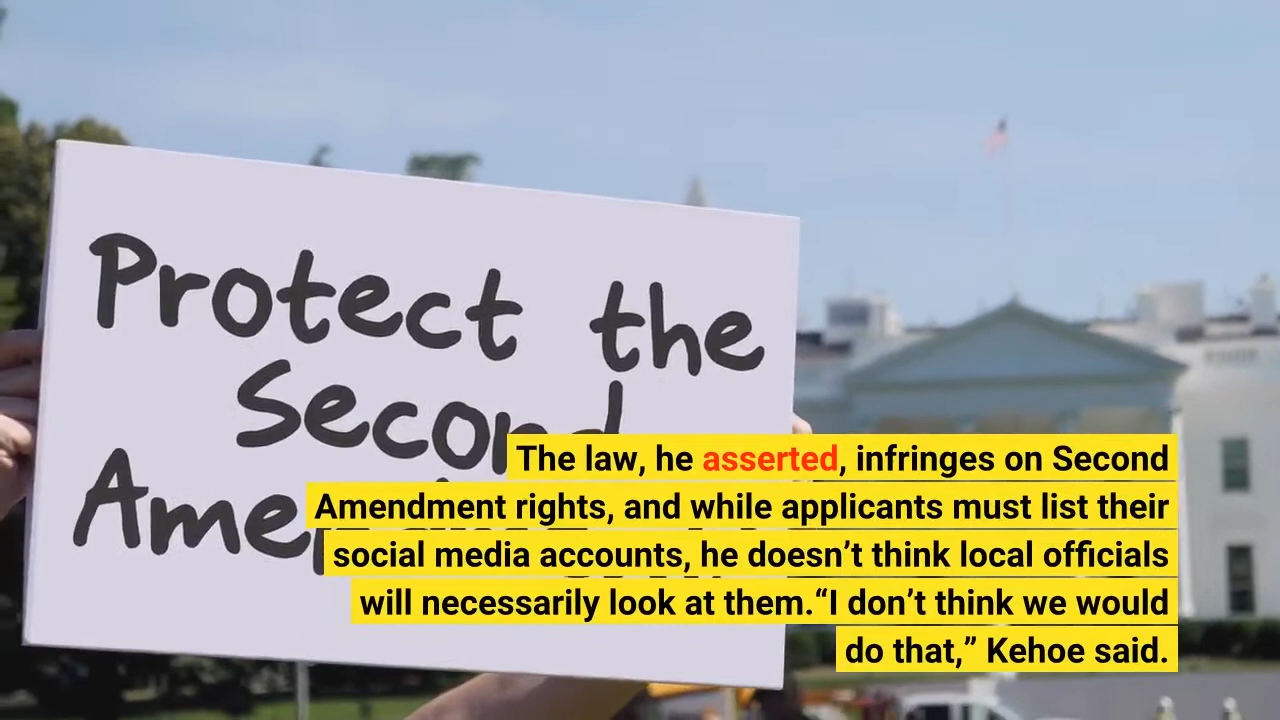 Protect the
Second
The law, he asserted, infringes on Second
Amendment rights, and while applicants must list their
social media accounts, he doesn’t think local officials
will necessarily look at them.“I don’t think we would
do that,” Kehoe said.